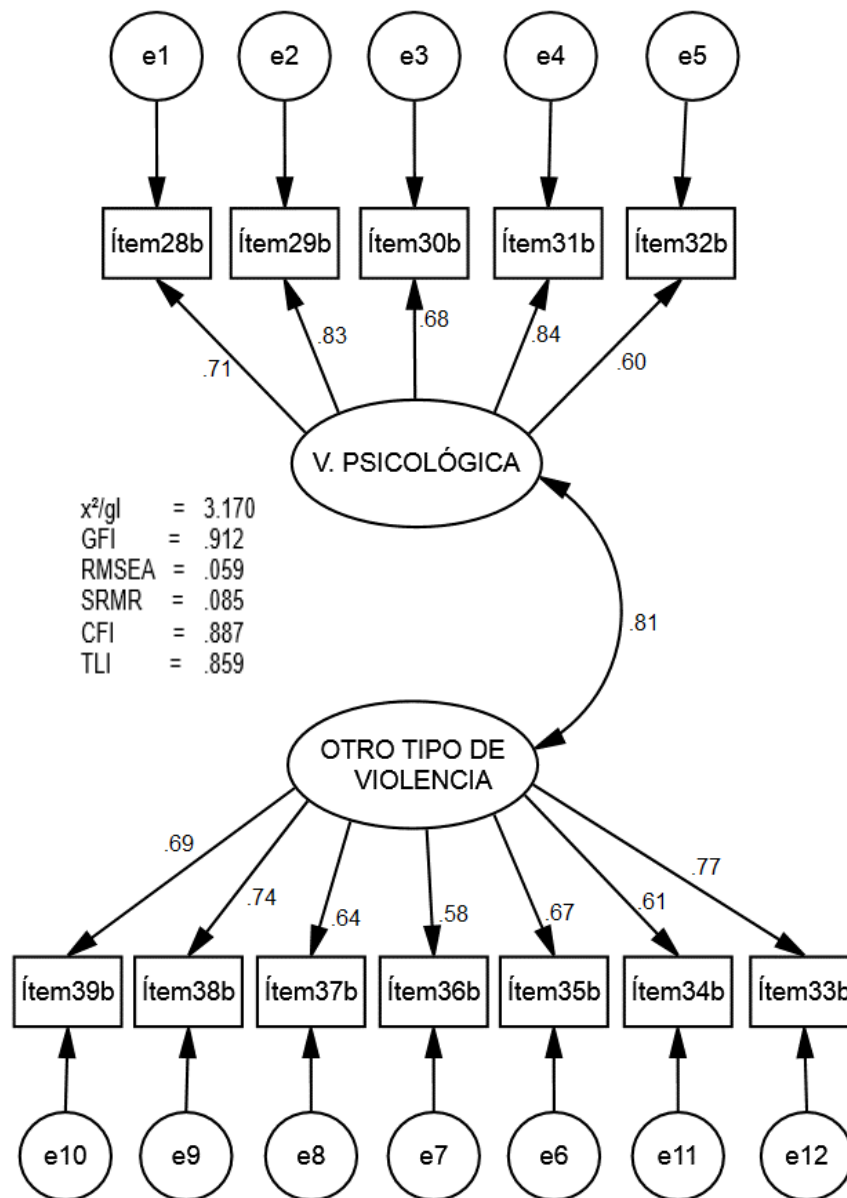 e1 e2 e3 e4 e5
Ítem28b Ítem29b Ítem30b Ítem31b Ítem32b
.71 .83 .68 .84 .60
V. PSICOLÓGICA
x²/gl = 3.170
GFI = .912
RMSEA = .059
SRMR = .085
CFI = .887
TLI = .859
.81
OTRO TIPO DE
VIOLENCIA
.69 .74 .64 .58 .67 .61 .77
Ítem39b Ítem38b Ítem37b Ítem36b Ítem35b Ítem34b Ítem33b
e10 e9 e8 e7 e6 e11 e12